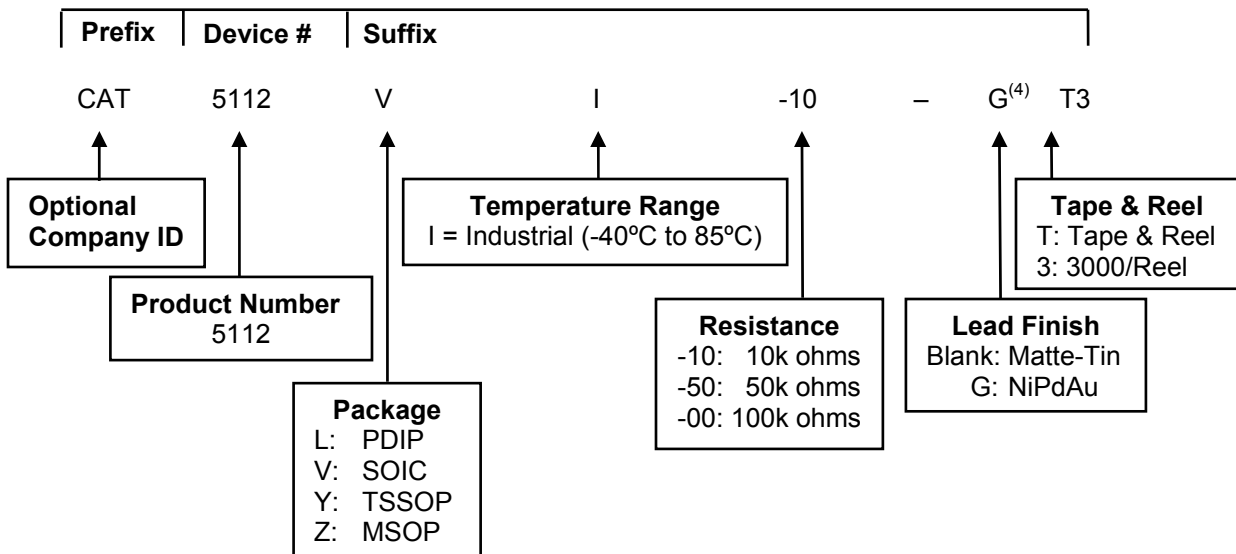 Prefix Device # Suffix
CAT 5112 V I -10 – G(4) T3
Optional
Company ID
Product Number
5112
Package
L: PDIP
V: SOIC
Y: TSSOP
Z: MSOP
Temperature Range
I = Industrial (-40ºC to 85ºC)
Resistance
-10: 10k ohms
-50: 50k ohms
-00: 100k ohms
Lead Finish
Blank: Matte-Tin
G: NiPdAu
Tape & Reel
T: Tape & Reel
3: 3000/Reel